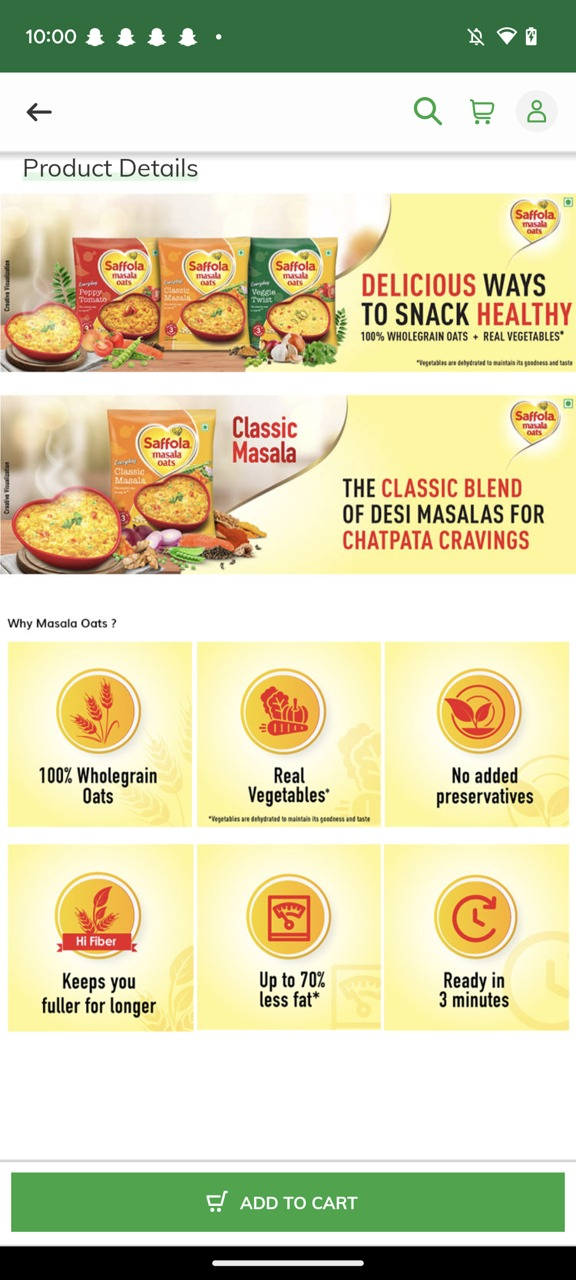 10:00
Product Details
Saffola
masala
oats
DELICIOUS WAYS
TO SNACK HEALTHY
100% WHOLEGRAIN OATS + REAL VEGETABLES*
*Vegetables are dehydrated to maintain its goodness and taste
Creative Visualization
Saffola
masala
oats
Everyday
Peppy
Tomato
Saffola
masala
oats
Everyday
Classic
Masala
Saffola
masala
oats
Everyday
Veggie
Twist
Saffola
masala
oats
Classic
Masala
THE CLASSIC BLEND
OF DESI MASALAS FOR
CHATPATA CRAVINGS
Creative Visualization
Saffola
masala
oats
Everyday
Classic
Masala
3
Why Masala Oats ?
100% Wholegrain
Oats
Real
Vegetables*
*Vegetables are dehydrated to maintain its goodness and taste
No added
preservatives
Hi Fiber
Keeps you
fuller for longer
Up to 70%
less fat*
Ready in
3 minutes
ADD TO CART